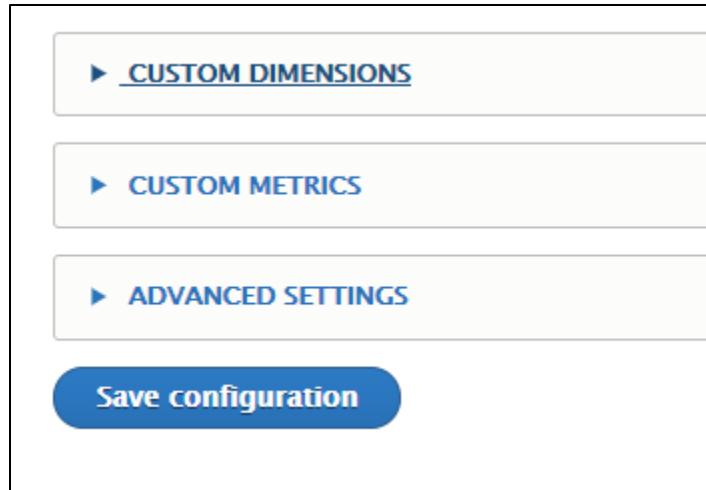 CUSTOM DIMENSIONS
CUSTOM METRICS
ADVANCED SETTINGS
Save configuration